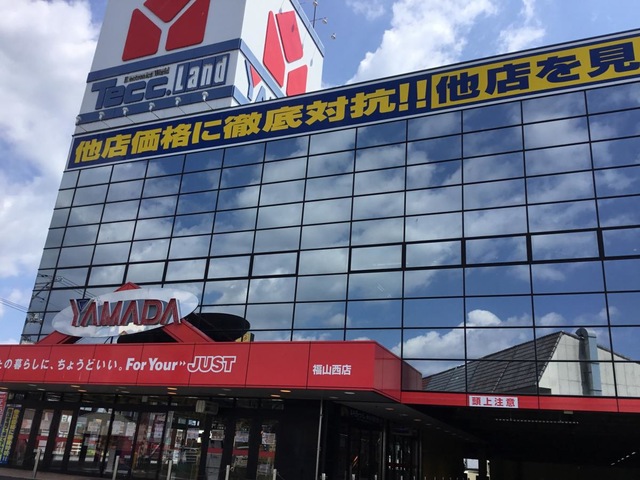 Electronics World
Tecc.Land
他店価格に徹底対抗!!他店を見
YAMADA
たの暮らしに、ちょうどいい。For Your "JUST
福山西店
頭上注意